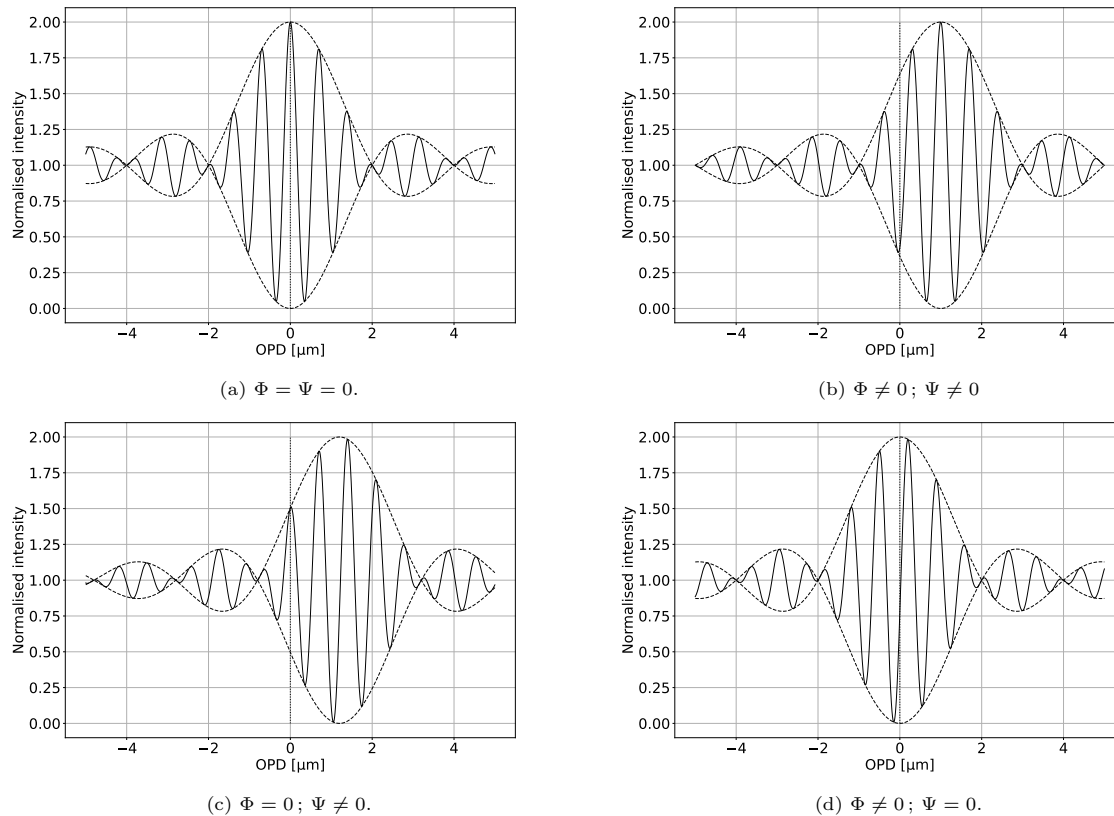 2.00
1.75
1.50
1.25
1.00
0.75
0.50
0.25
0.00
Normalised intensity
−4 −2 0 2 4
OPD [µm]
(a) Φ = Ψ = 0.
2.00
1.75
1.50
1.25
1.00
0.75
0.50
0.25
0.00
Normalised intensity
−4 −2 0 2 4
OPD [µm]
(b) Φ ≠ 0 ; Ψ ≠ 0
2.00
1.75
1.50
1.25
1.00
0.75
0.50
0.25
0.00
Normalised intensity
−4 −2 0 2 4
OPD [µm]
(c) Φ = 0 ; Ψ ≠ 0.
2.00
1.75
1.50
1.25
1.00
0.75
0.50
0.25
0.00
Normalised intensity
−4 −2 0 2 4
OPD [µm]
(d) Φ ≠ 0 ; Ψ = 0.